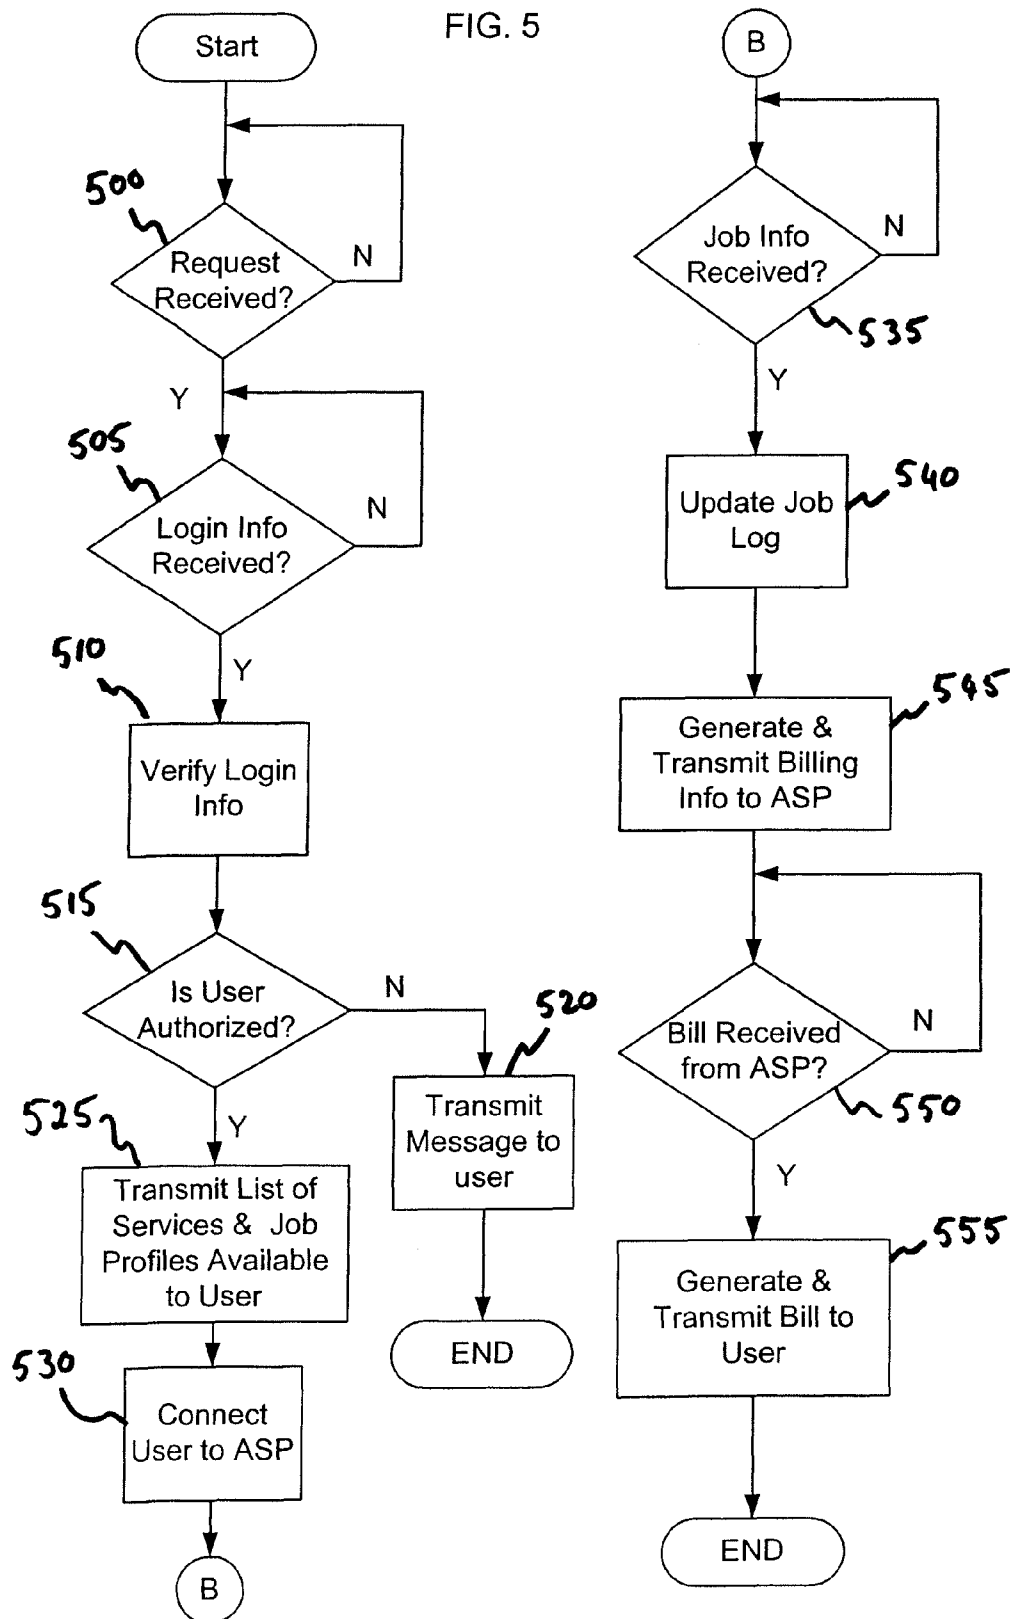 FIG. 5
Start
500
Request
Received?
N
Y
505
Login Info
Received?
N
Y
510
Verify Login
Info
515
Is User
Authorized?
N
Y
520
Transmit
Message to
user
END
525
Transmit List of
Services & Job
Profiles Available
to User
530
Connect
User to ASP
B
B
Job Info
Received?
N
535
Y
Update Job
Log
540
Generate &
Transmit Billing
Info to ASP
545
Bill Received
from ASP?
N
550
Y
Generate &
Transmit Bill to
User
555
END